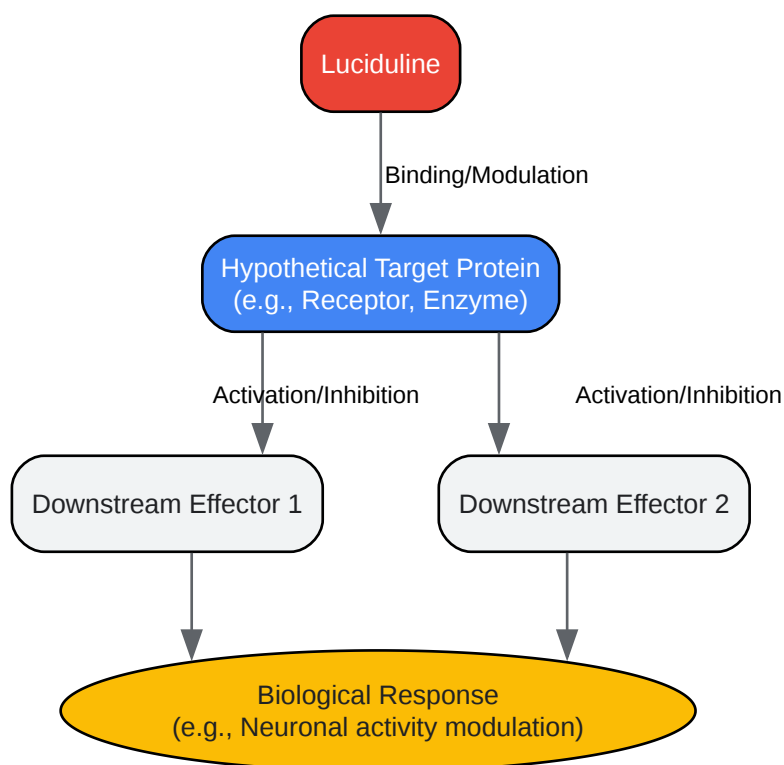 Luciduline
Binding/Modulation
Hypothetical Target Protein
(e.g., Receptor, Enzyme)
Activation/Inhibition
Activation/Inhibition
Downstream Effector 1
Downstream Effector 2
Biological Response
(e.g., Neuronal activity modulation)